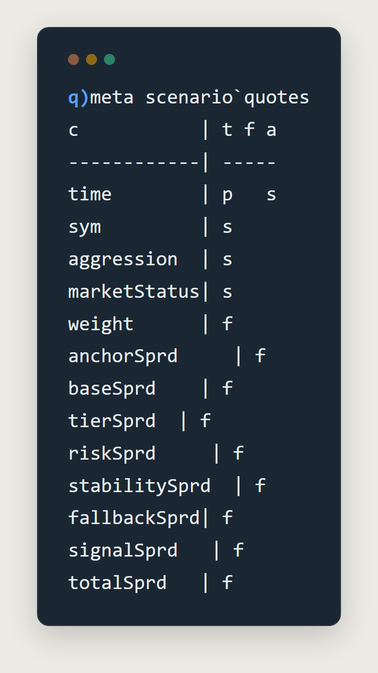 q)meta scenario`quotes
c           | t f a
------------| -----
time        | p   s
sym         | s
aggression  | s
marketStatus| s
weight      | f
anchorSprd     | f
baseSprd    | f
tierSprd  | f
riskSprd     | f
stabilitySprd  | f
fallbackSprd| f
signalSprd   | f
totalSprd   | f